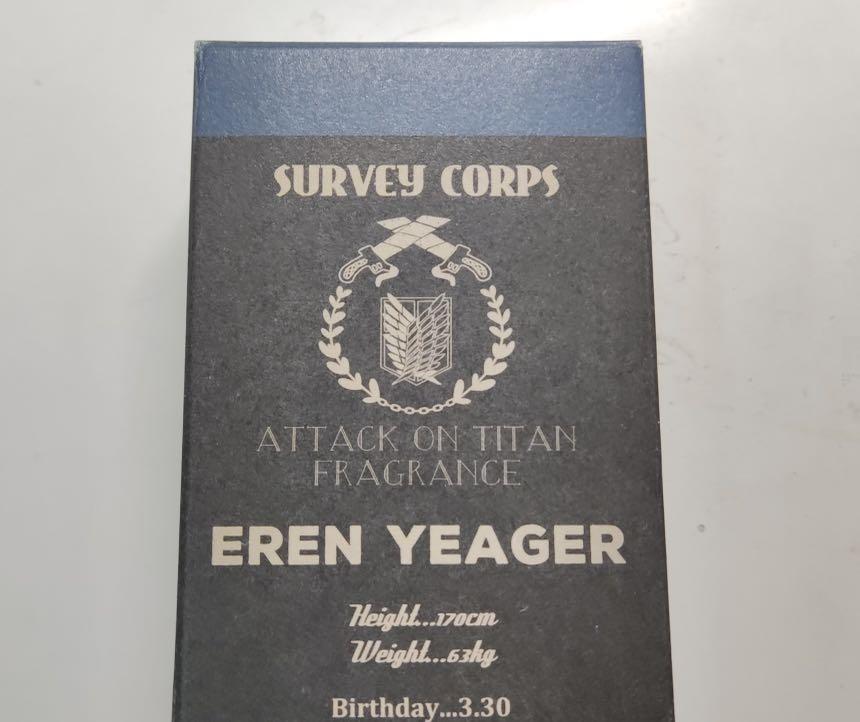 SURVEY CORPS
ATTACK ON TITAN
FRAGRANCE
EREN YEAGER
Height...170cm
Weight...63kg
Birthday...3.30